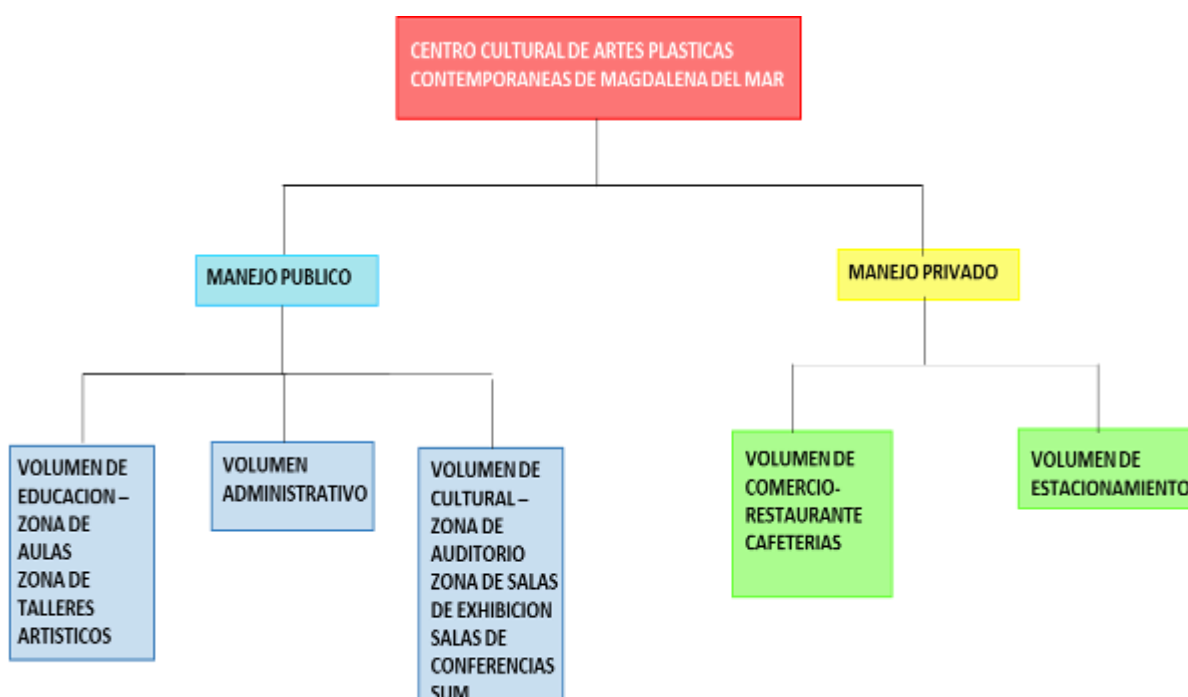 CENTRO CULTURAL DE ARTES PLASTICAS
CONTEMPORANEAS DE MAGDALENA DEL MAR
MANEJO PUBLICO
MANEJO PRIVADO
VOLUMEN DE
EDUCACION –
ZONA DE
AULAS
ZONA DE
TALLERES
ARTISTICOS
VOLUMEN
ADMINISTRATIVO
VOLUMEN DE
CULTURAL –
ZONA DE
AUDITORIO
ZONA DE SALAS
DE EXHIBICION
SALAS DE
CONFERENCIAS
SUM
VOLUMEN DE
COMERCIO-
RESTAURANTE
CAFETERIAS
VOLUMEN DE
ESTACIONAMIENTO